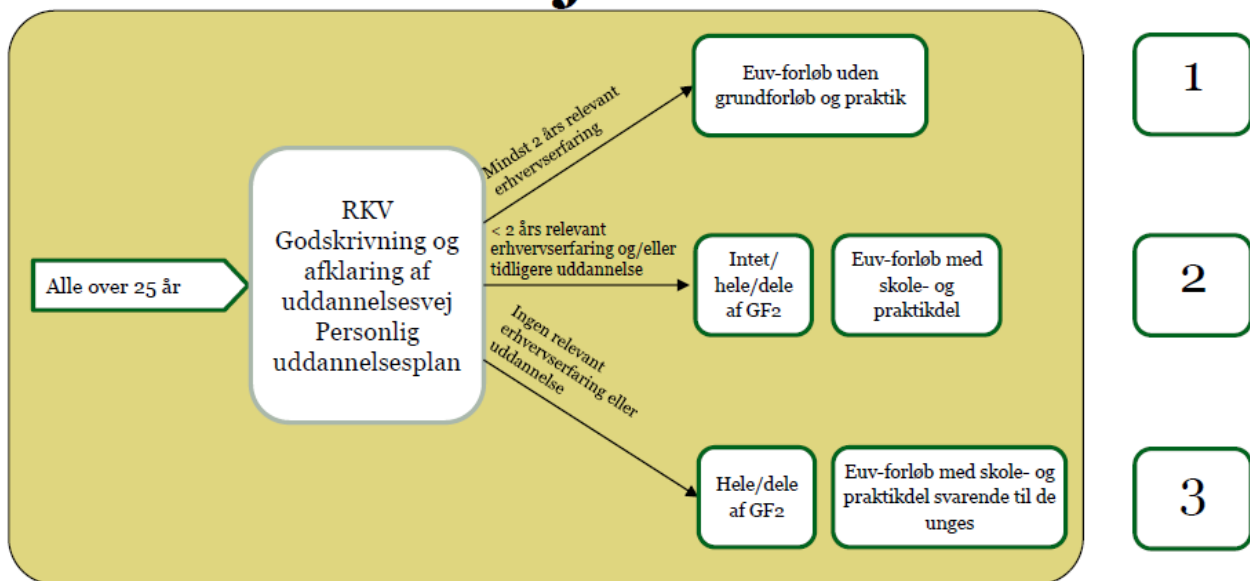 Alle over 25 år
RKV
Godskrivning og
afklaring af
uddannelsesvej
Personlig
uddannelsesplan
Mindst 2 års relevant
erhvervserfaring
Euv-forløb uden
grundforløb og praktik
1
< 2 års relevant
erhvervserfaring og/eller
tidligere uddannelse
Intet/
hele/dele
af GF2
Euv-forløb med
skole- og
praktikdel
2
Ingen relevant
erhvervserfaring eller
uddannelse
Hele/dele
af GF2
Euv-forløb med skole- og
praktikdel svarende til de
unges
3